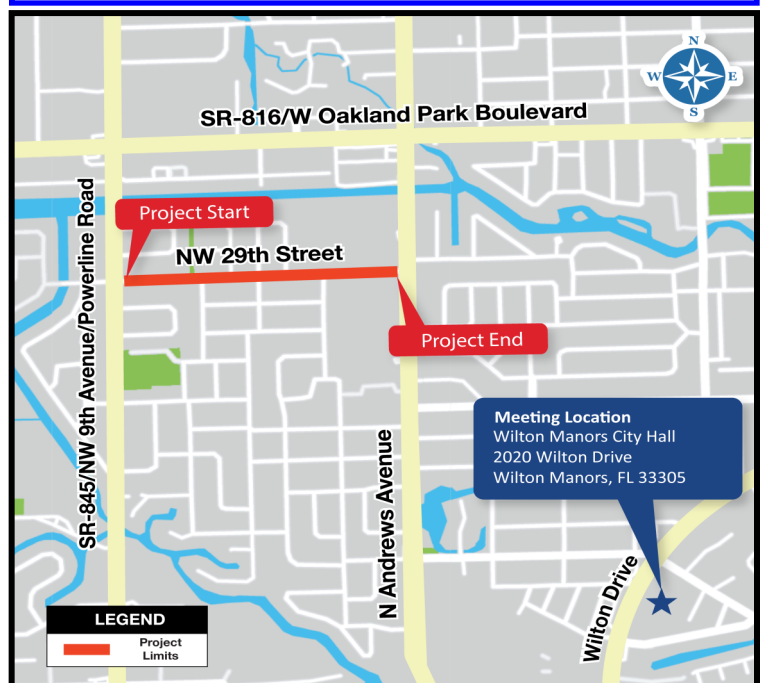 N
W
E
S
SR-816/W Oakland Park Boulevard
SR-845/NW 9th Avenue/Powerline Road
Project Start
NW 29th Street
Project End
Meeting Location
Wilton Manors City Hall
2020 Wilton Drive
Wilton Manors, FL 33305
N Andrews Avenue
Wilton Drive
LEGEND
Project
Limits